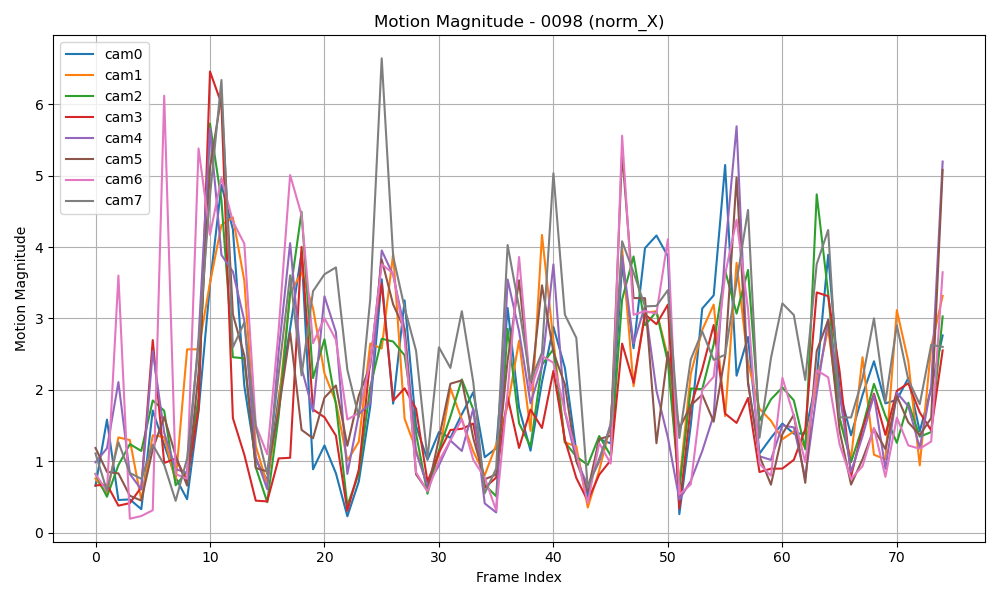 Motion Magnitude - 0098 (norm_X)
cam0
cam1
cam2
cam3
cam4
cam5
cam6
cam7
Motion Magnitude
6
5
4
3
2
1
0
0 10 20 30 40 50 60 70
Frame Index